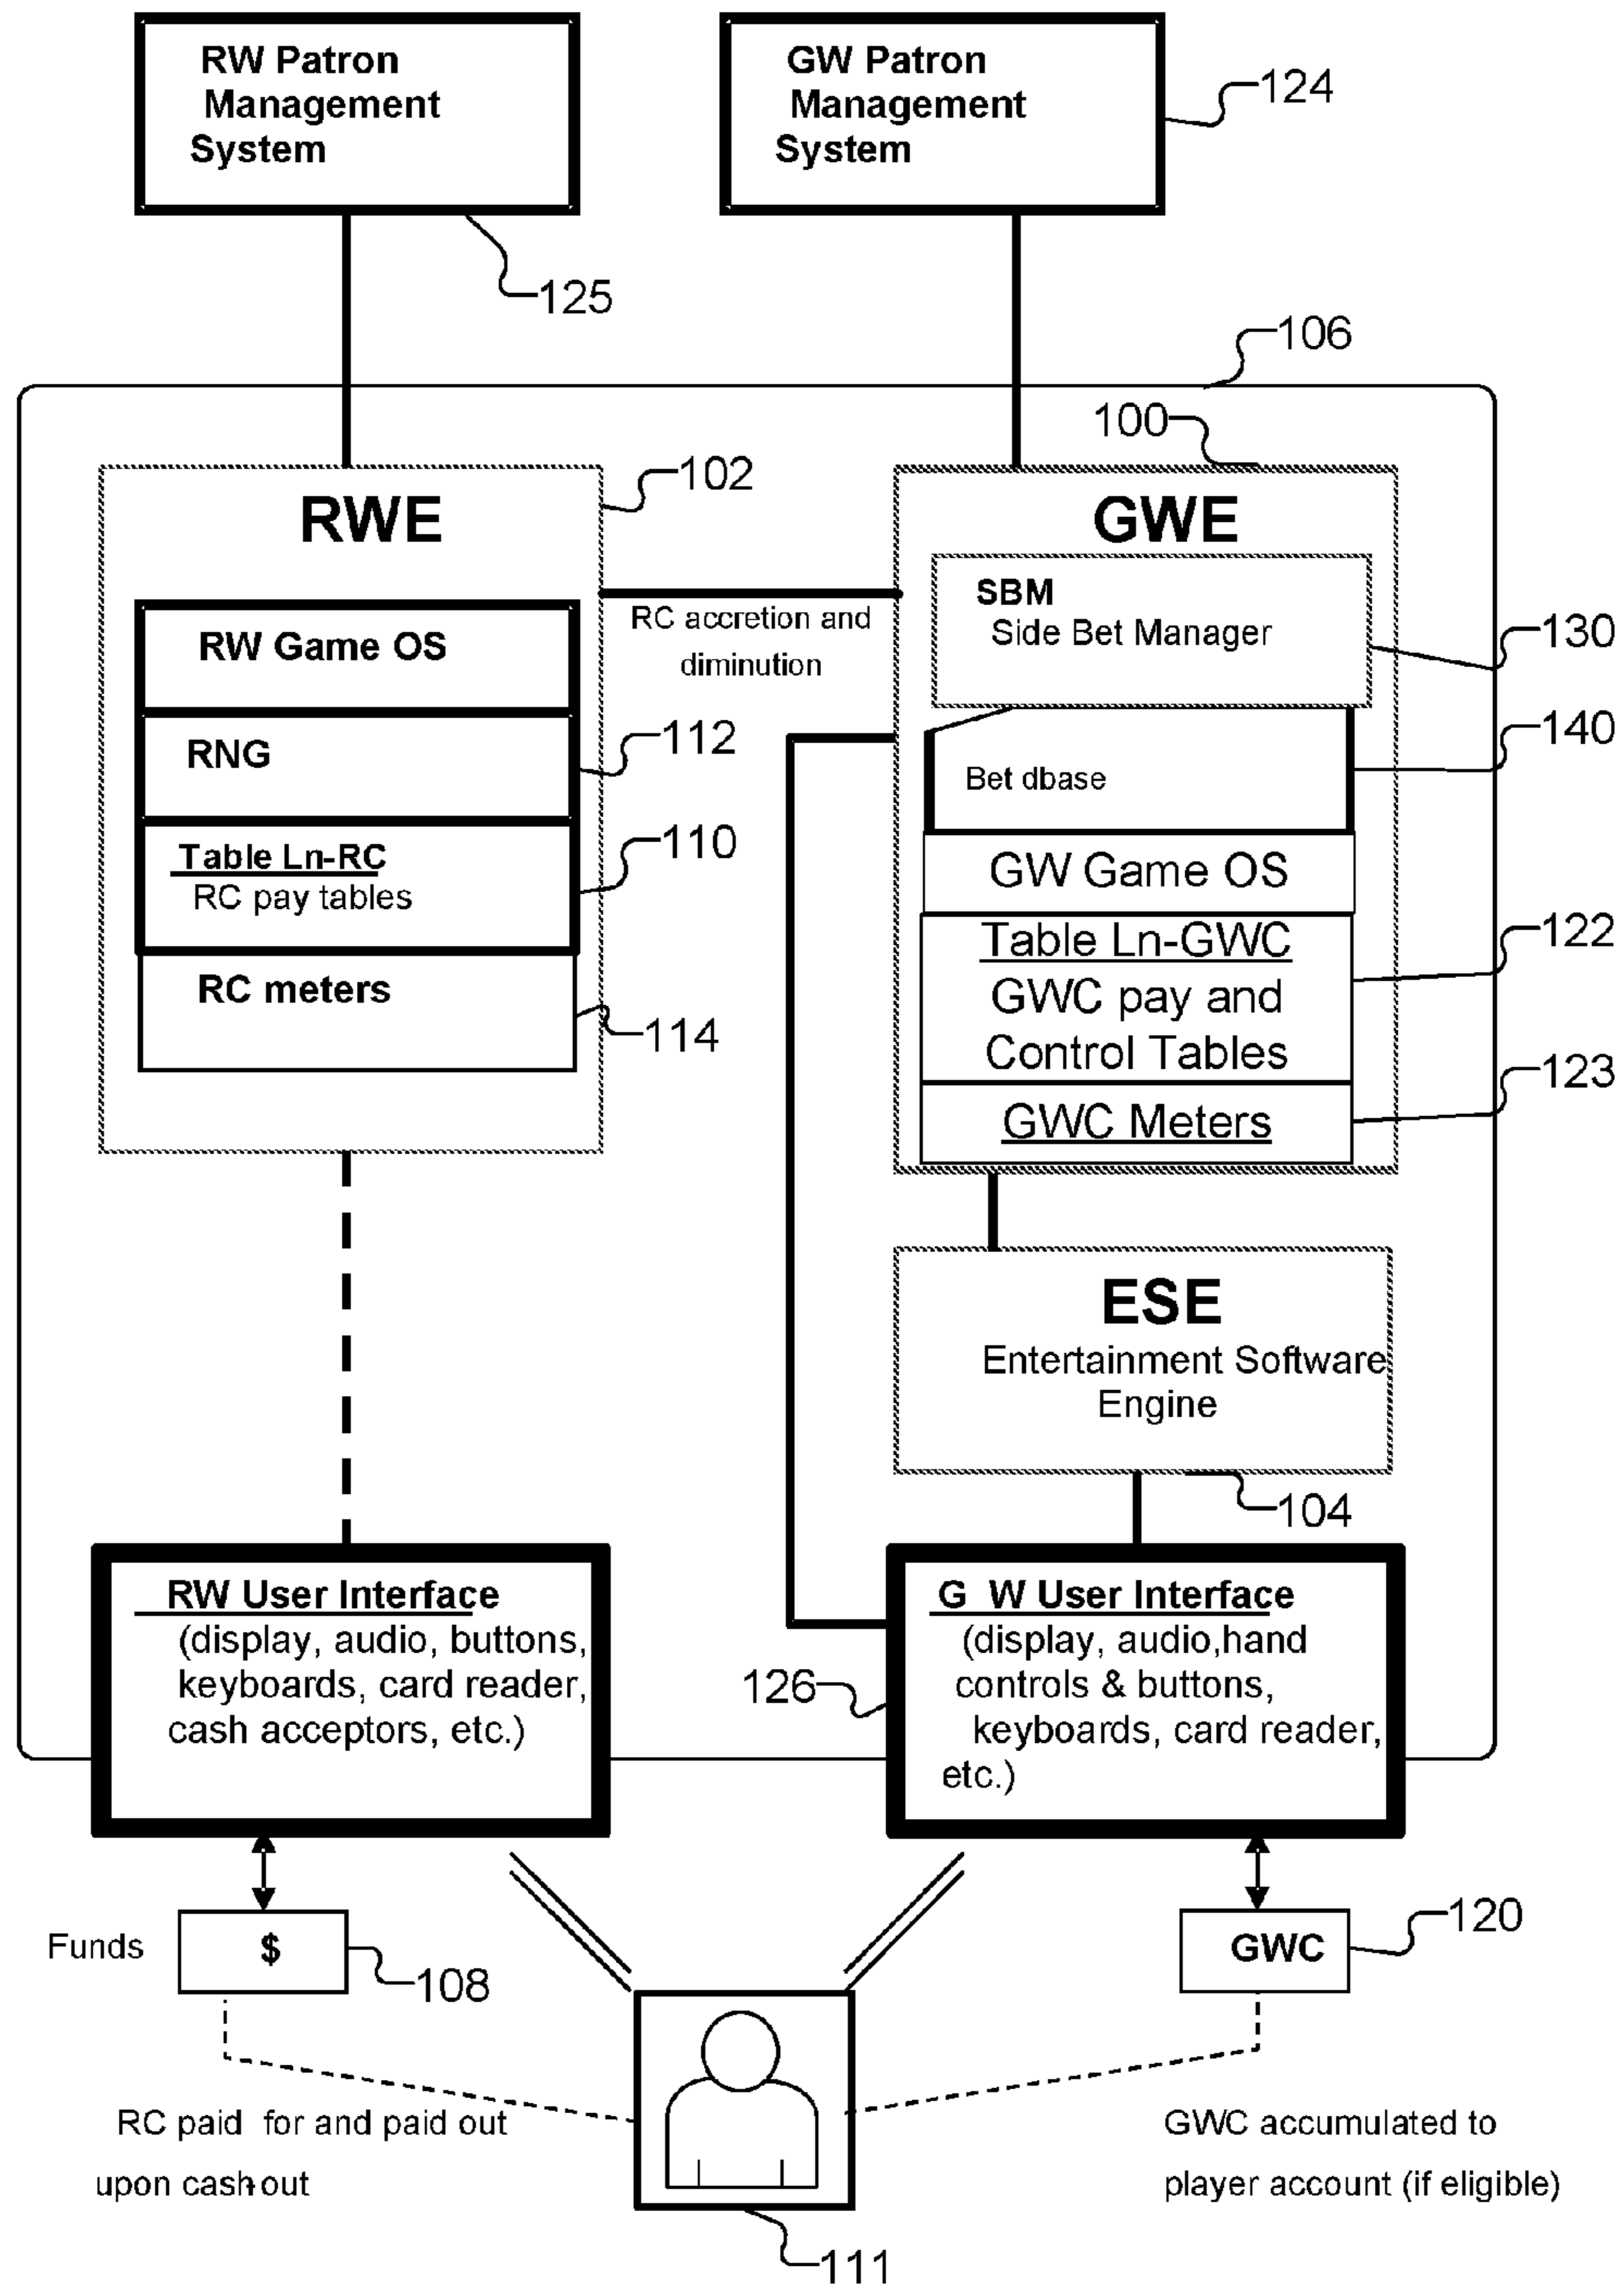 RW Patron
Management
System
GW Patron
Management
System
124
125
106
100
102
RWE
GWE
RW Game OS
RNG
112
Table Ln-RC
RC pay tables
110
RC meters
114
RC accretion and
diminution
SBM
Side Bet Manager
130
140
Bet dbase
GW Game OS
Table Ln-GWC
GWC pay and
Control Tables
122
GWC Meters
123
ESE
Entertainment Software
Engine
104
RW User Interface
(display, audio, buttons,
keyboards, card reader,
cash acceptors, etc.)
G W User Interface
(display, audio,hand
controls & buttons,
keyboards, card reader,
etc.)
126
Funds
$
108
GWC
120
RC paid for and paid out
upon cash out
GWC accumulated to
player account (if eligible)
111